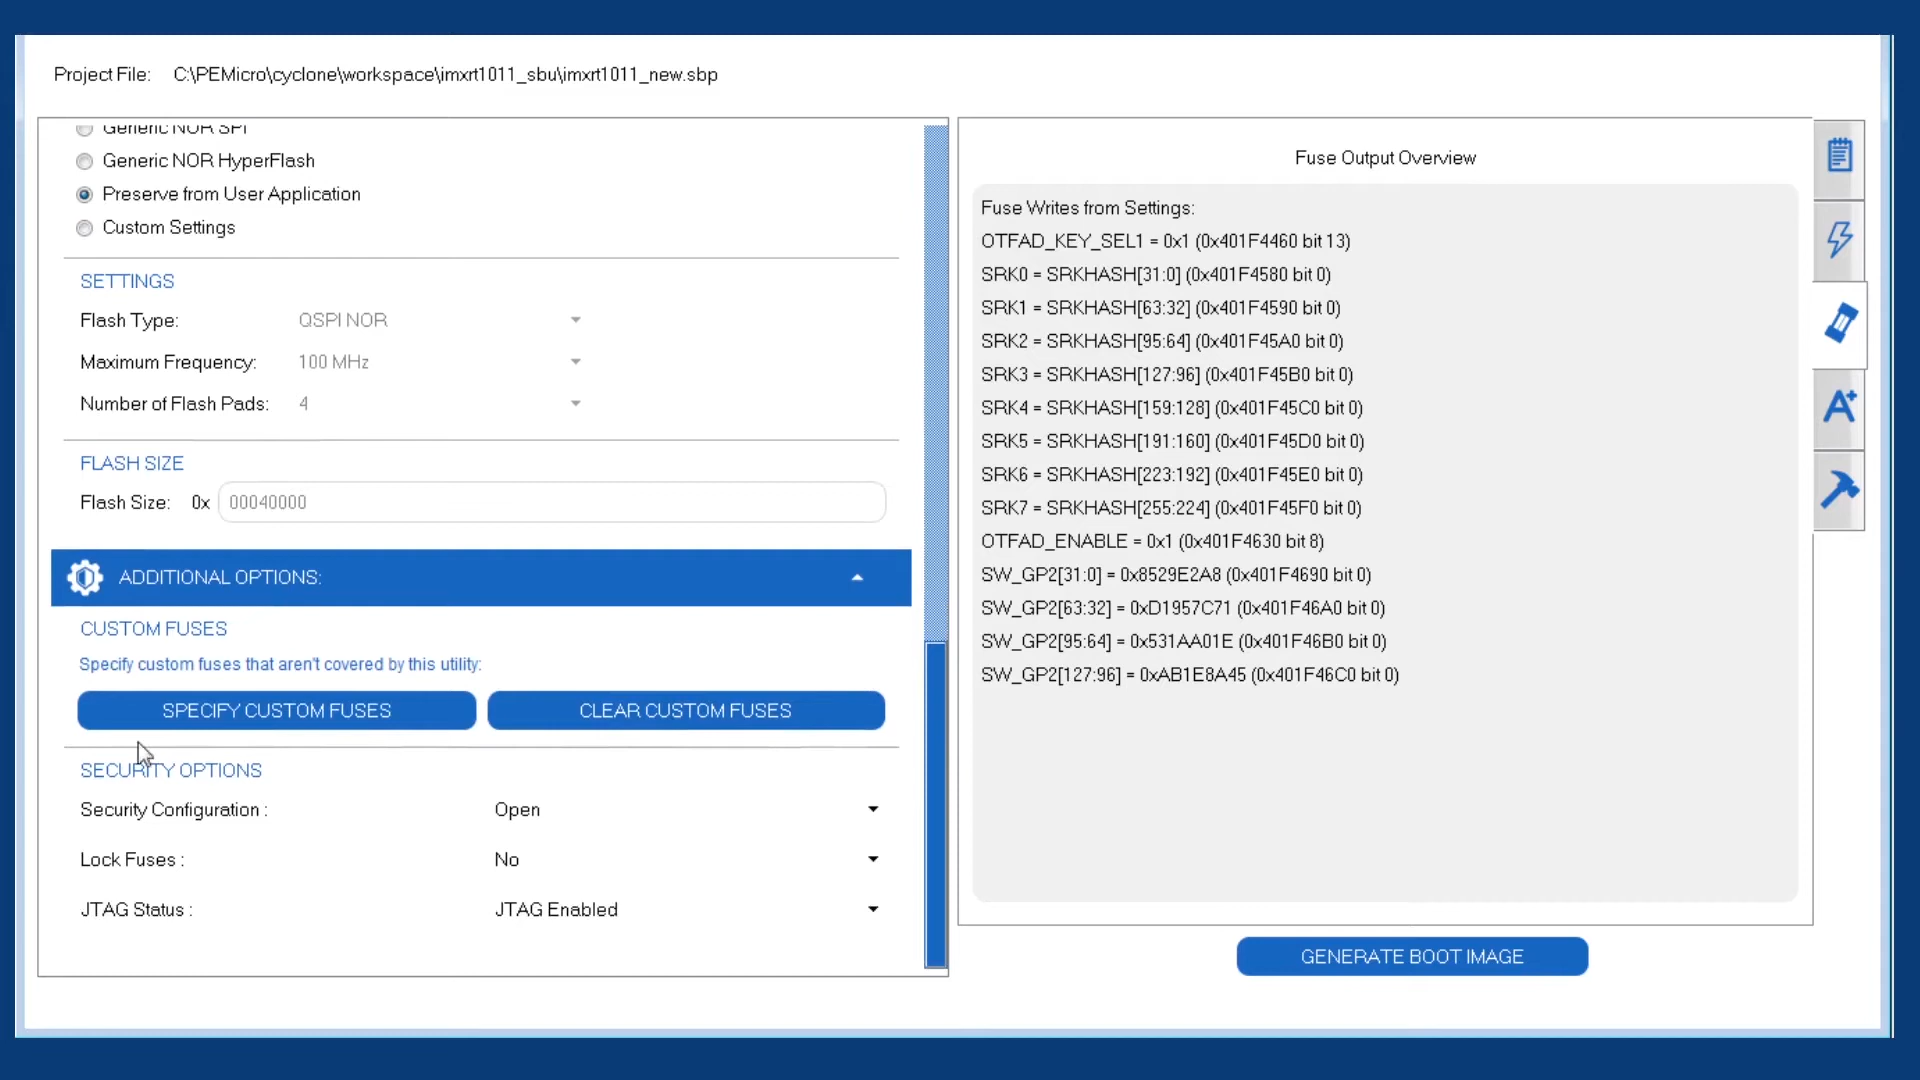 Project File: C:\PEMicro\cyclone\workspace\imxrt1011_sbu\imxrt1011_new.sbp
Generic NOR SPI
Generic NOR HyperFlash
Preserve from User Application
Custom Settings
SETTINGS
Flash Type: QSPI NOR
Maximum Frequency: 100 MHz
Number of Flash Pads: 4
FLASH SIZE
Flash Size: 0x 00040000
ADDITIONAL OPTIONS:
CUSTOM FUSES
Specify custom fuses that aren't covered by this utility:
SPECIFY CUSTOM FUSES CLEAR CUSTOM FUSES
SECURITY OPTIONS
Security Configuration : Open
Lock Fuses : No
JTAG Status : JTAG Enabled
Fuse Output Overview
Fuse Writes from Settings:
OTFAD_KEY_SEL1 = 0x1 (0x401F4460 bit 13)
SRK0 = SRKHASH[31:0] (0x401F4580 bit 0)
SRK1 = SRKHASH[63:32] (0x401F4590 bit 0)
SRK2 = SRKHASH[95:64] (0x401F45A0 bit 0)
SRK3 = SRKHASH[127:96] (0x401F45B0 bit 0)
SRK4 = SRKHASH[159:128] (0x401F45C0 bit 0)
SRK5 = SRKHASH[191:160] (0x401F45D0 bit 0)
SRK6 = SRKHASH[223:192] (0x401F45E0 bit 0)
SRK7 = SRKHASH[255:224] (0x401F45F0 bit 0)
OTFAD_ENABLE = 0x1 (0x401F4630 bit 8)
SW_GP2[31:0] = 0x8529E2A8 (0x401F4690 bit 0)
SW_GP2[63:32] = 0xD1957C71 (0x401F46A0 bit 0)
SW_GP2[95:64] = 0x531AA01E (0x401F46B0 bit 0)
SW_GP2[127:96] = 0xAB1E8A45 (0x401F46C0 bit 0)
GENERATE BOOT IMAGE